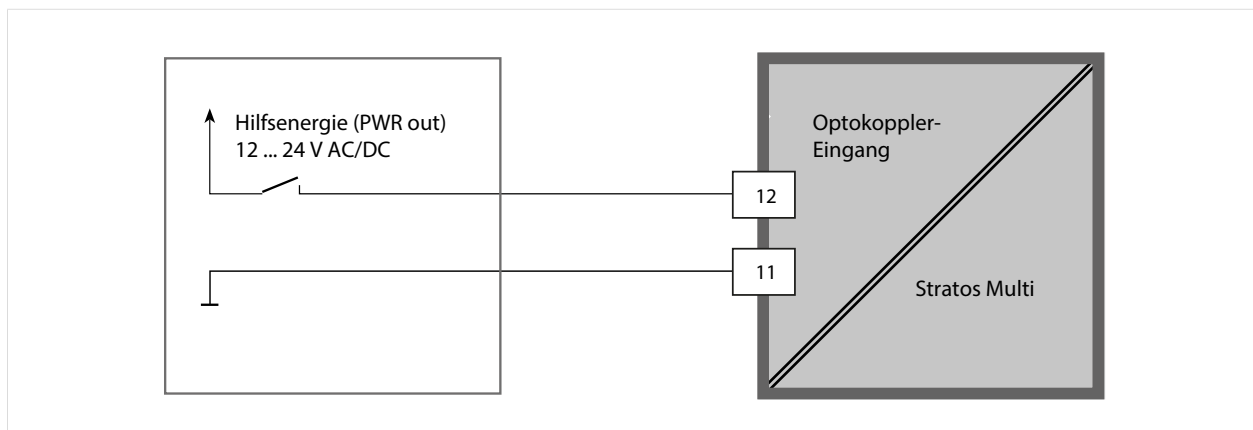 Hilfsenergie (PWR out)
12 ... 24 V AC/DC
Optokoppler-
Eingang
12
11
Stratos Multi